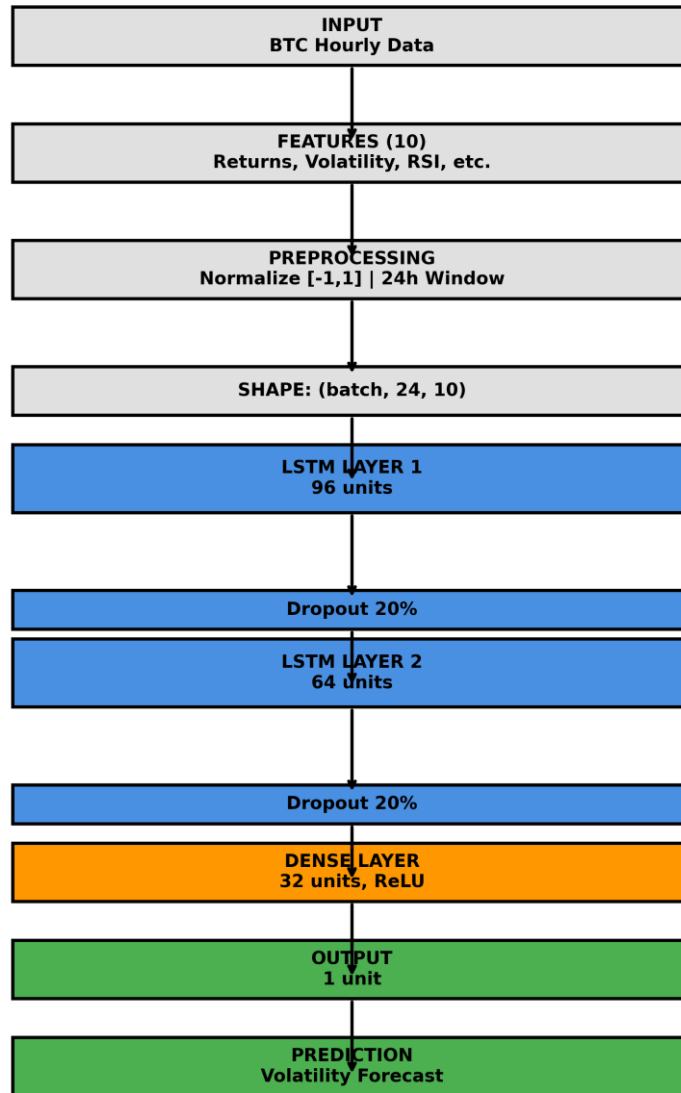 INPUT
BTC Hourly Data
FEATURES (10)
Returns, Volatility, RSI, etc.
PREPROCESSING
Normalize [-1,1] | 24h Window
SHAPE: (batch, 24, 10)
LSTM LAYER 1
96 units
Dropout 20%
LSTM LAYER 2
64 units
Dropout 20%
DENSE LAYER
32 units, ReLU
OUTPUT
1 unit
PREDICTION
Volatility Forecast